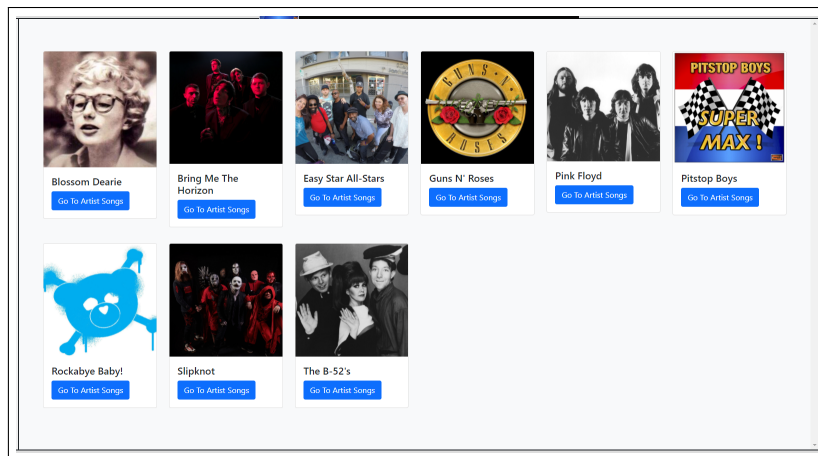 GUNS N' ROSES
PITSTOP BOYS
SUPER
MAX !
Blossom Dearie
Go To Artist Songs
Bring Me The
Horizon
Go To Artist Songs
Easy Star All-Stars
Go To Artist Songs
Guns N' Roses
Go To Artist Songs
Pink Floyd
Go To Artist Songs
Pitstop Boys
Go To Artist Songs
Rockabye Baby!
Go To Artist Songs
Slipknot
Go To Artist Songs
The B-52's
Go To Artist Songs